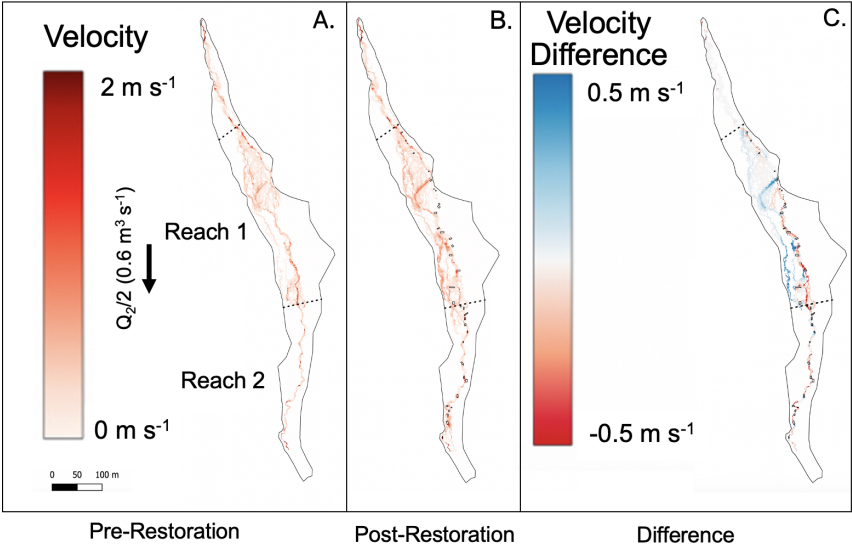 A.
B.
C.
Velocity
2 m s⁻¹
0 m s⁻¹
Q₂/2 (0.6 m³ s⁻¹)
Reach 1
Reach 2
0 50 100 m
Velocity
Difference
0.5 m s⁻¹
-0.5 m s⁻¹
Pre-Restoration
Post-Restoration
Difference